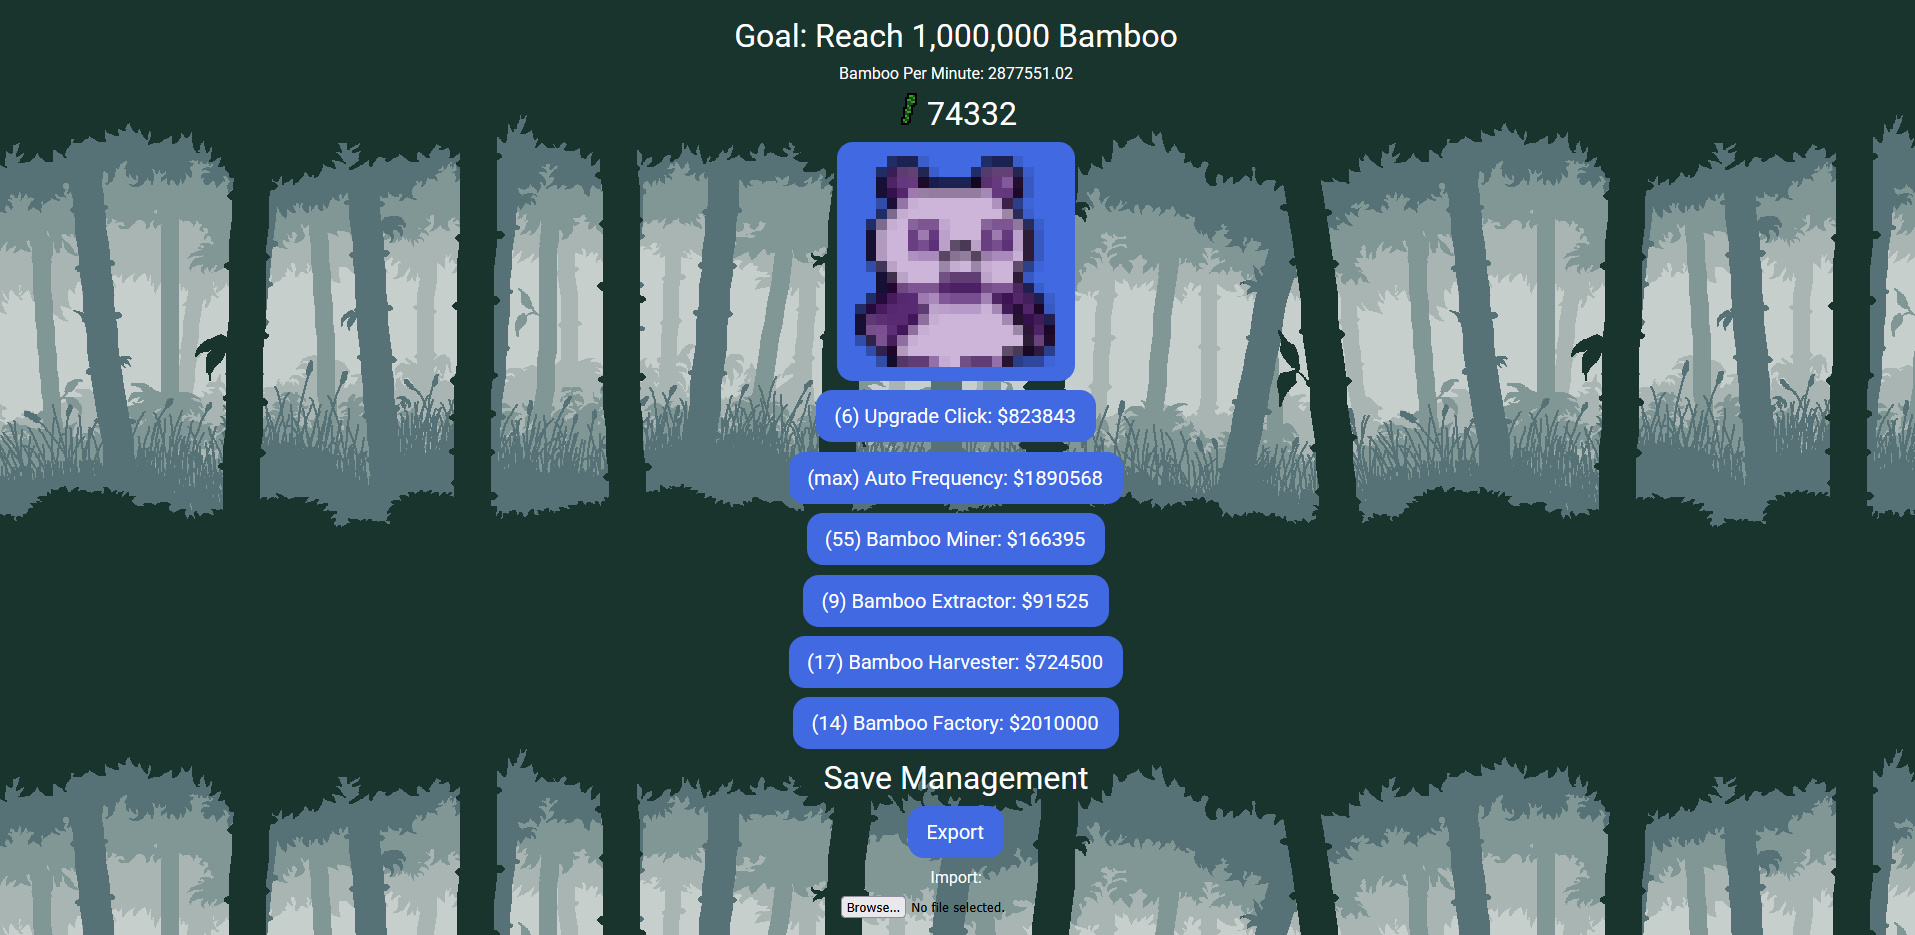 Goal: Reach 1,000,000 Bamboo
Bamboo Per Minute: 2877551.02
74332
(6) Upgrade Click: $823843
(max) Auto Frequency: $1890568
(55) Bamboo Miner: $166395
(9) Bamboo Extractor: $91525
(17) Bamboo Harvester: $724500
(14) Bamboo Factory: $2010000
Save Management
Export
Import:
Browse... No file selected.